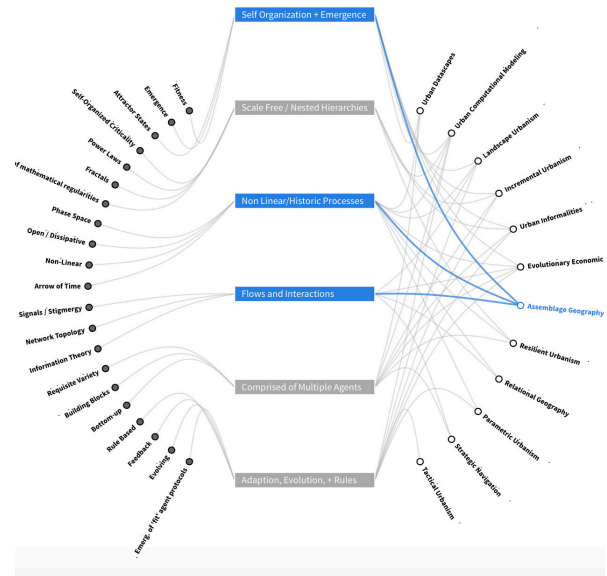 Self Organization + Emergence
Scale Free / Nested Hierarchies
Non Linear/Historic Processes
Flows and Interactions
Comprised of Multiple Agents
Adaption, Evolution, + Rules
Fitness
Emergence
Attractor States
Self-Organized Criticality
Power Laws
Fractals
of mathematical regularities
Phase Space
Open / Dissipative
Non-Linear
Arrow of Time
Signals / Stigmergy
Network Topology
Information Theory
Requisite Variety
Building Blocks
Bottom-up
Rule Based
Feedback
Evolving
Emerg. of 'fit' agent protocols
Urban Datascapes
Urban Computational Modeling
Landscape Urbanism
Incremental Urbanism
Urban Informalities
Evolutionary Economic
Assemblage Geography
Resilient Urbanism
Relational Geography
Parametric Urbanism
Strategic Navigation
Tactical Urbanism